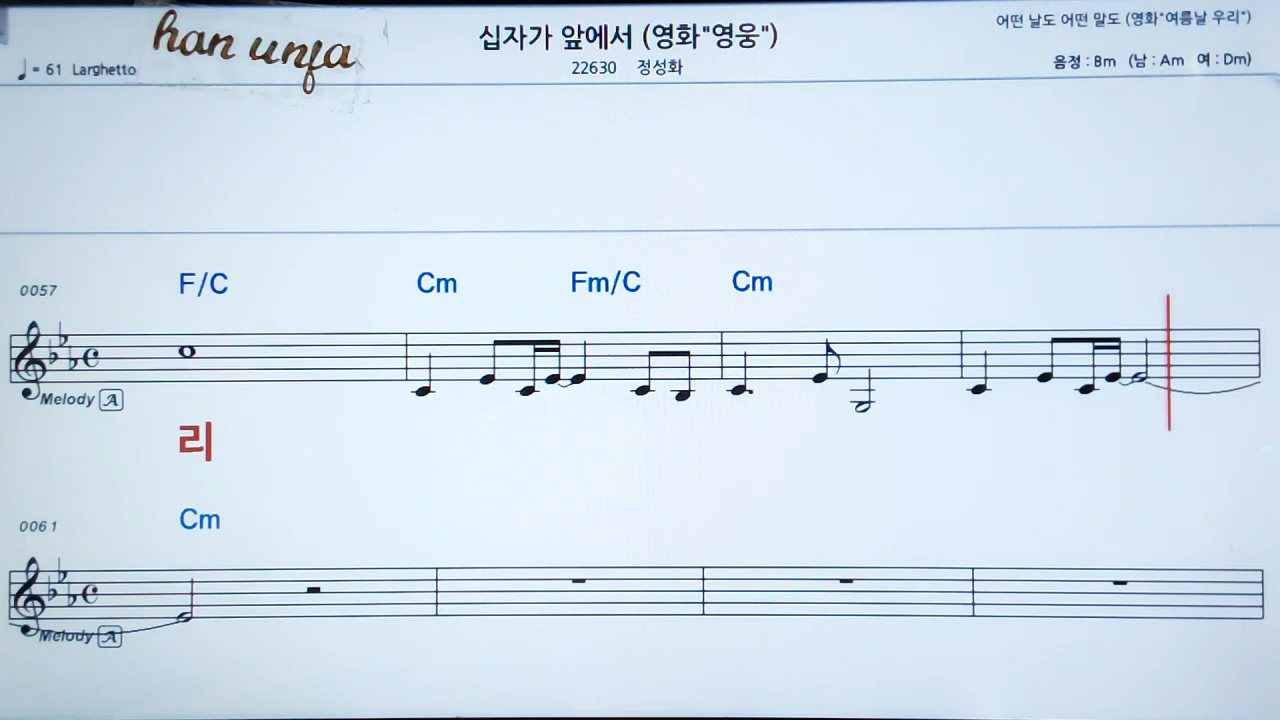 han unja
십자가 앞에서 (영화"영웅")
어떤 날도 어떤 말도 (영화"여름날 우리")
♩= 61 Larghetto
22630 정성화
음정 : Bm (남 : Am 여 : Dm)
0057 F/C Cm Fm/C Cm
Melody A
리
0061 Cm
Melody A